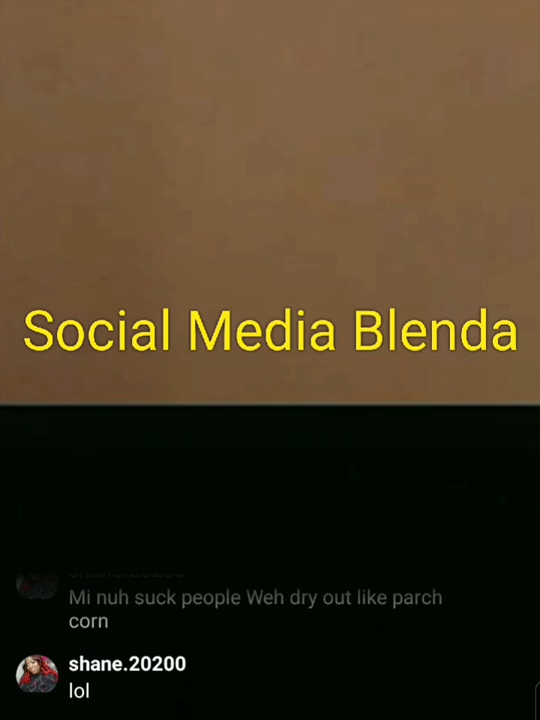 Social Media Blenda
Mi nuh suck people Weh dry out like parch
corn
shane.20200
lol